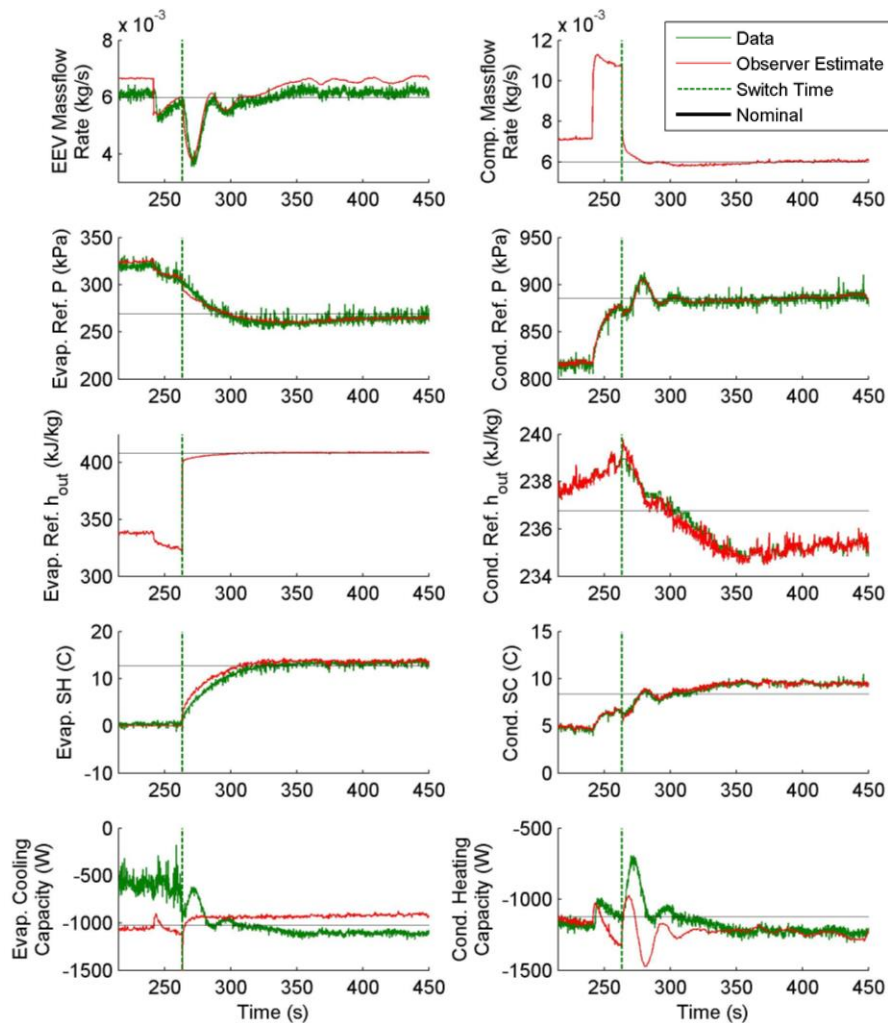 x 10⁻³
EEV Massflow
Rate (kg/s)
8
6
4
250 300 350 400 450
x 10⁻³
Comp. Massflow
Rate (kg/s)
12
10
8
6
250 300 350 400 450
Data
Observer Estimate
Switch Time
Nominal
Evap. Ref. P (kPa)
350
300
250
200
250 300 350 400 450
Cond. Ref. P (kPa)
950
900
850
800
250 300 350 400 450
Evap. Ref. h_out (kJ/kg)
400
350
300
250 300 350 400 450
Cond. Ref. h_out (kJ/kg)
240
238
236
234
250 300 350 400 450
Evap. SH (C)
20
10
0
-10
250 300 350 400 450
Cond. SC (C)
15
10
5
0
250 300 350 400 450
Evap. Cooling
Capacity (W)
0
-500
-1000
-1500
250 300 350 400 450
Time (s)
Cond. Heating
Capacity (W)
-500
-1000
-1500
250 300 350 400 450
Time (s)